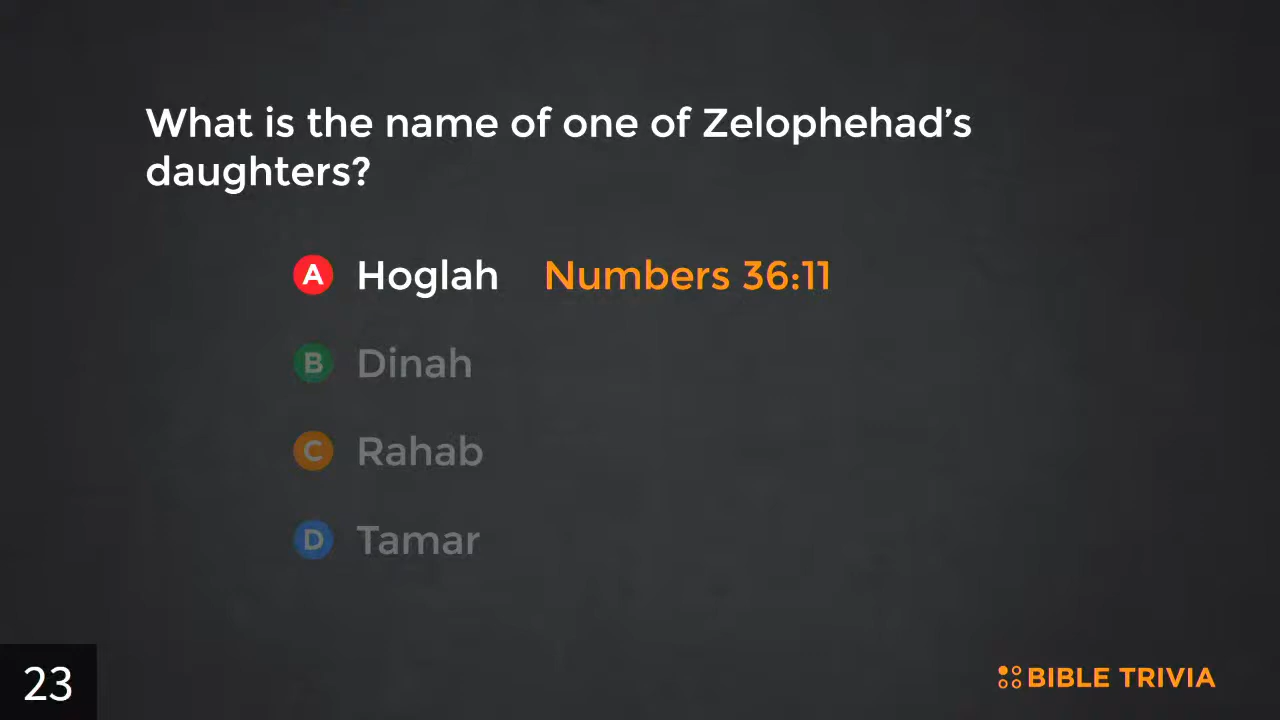 What is the name of one of Zelophehad’s
daughters?
A Hoglah Numbers 36:11
B Dinah
C Rahab
D Tamar
23
BIBLE TRIVIA